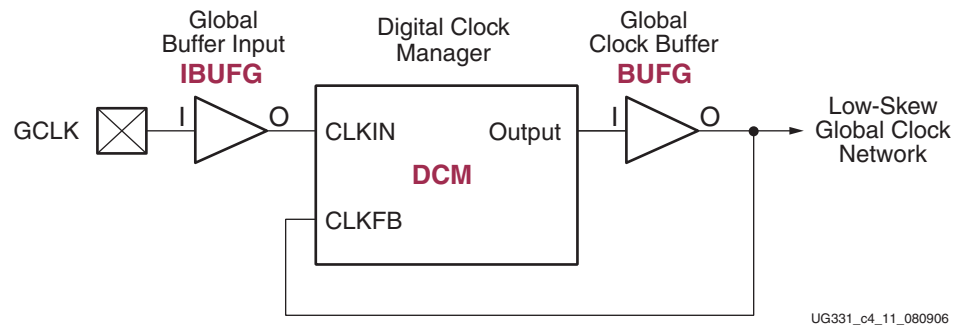 Global
Buffer Input
IBUFG
Digital Clock
Manager
Global
Clock Buffer
BUFG
GCLK
I
O
CLKIN
Output
I
O
Low-Skew
Global Clock
Network
DCM
CLKFB
UG331_c4_11_080906